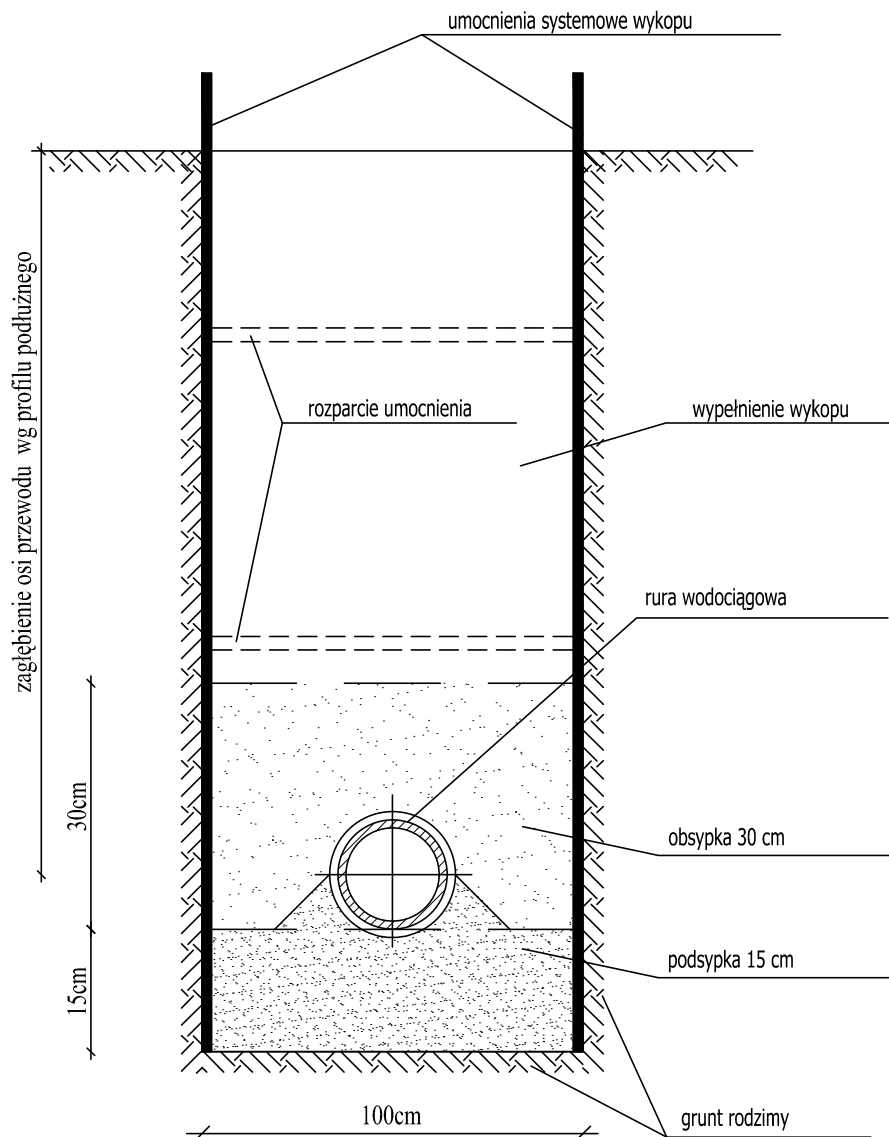 umocnienia systemowe wykopu
zagłębienie osi przewodu wg profilu podłużnego
rozparcie umocnienia
wypełnienie wykopu
rura wodociągowa
30cm
obsypka 30 cm
podsypka 15 cm
15cm
100cm
grunt rodzimy